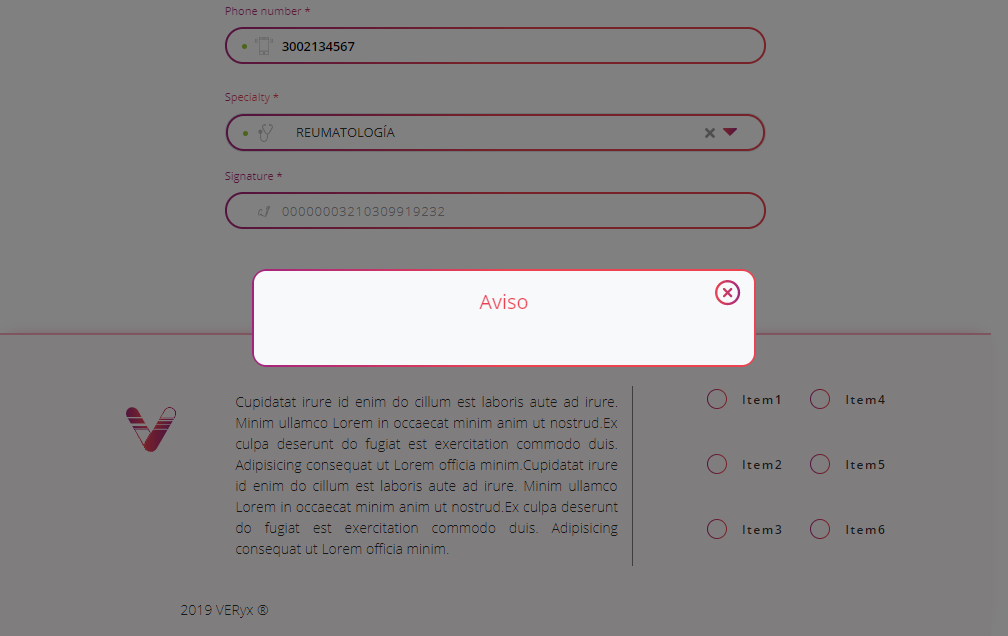 Phone number *
3002134567
Specialty *
REUMATOLOGÍA
Signature *
00000003210309919232
Aviso
Cupidatat irure id enim do cillum est laboris aute ad irure.
Minim ullamco Lorem in occaecat minim anim ut nostrud.Ex
culpa deserunt do fugiat est exercitation commodo duis.
Adipisicing consequat ut Lorem officia minim.Cupidatat irure
id enim do cillum est laboris aute ad irure. Minim ullamco
Lorem in occaecat minim anim ut nostrud.Ex culpa deserunt
do fugiat est exercitation commodo duis. Adipisicing
consequat ut Lorem officia minim.
Item1 Item4
Item2 Item5
Item3 Item6
2019 VERyx ®